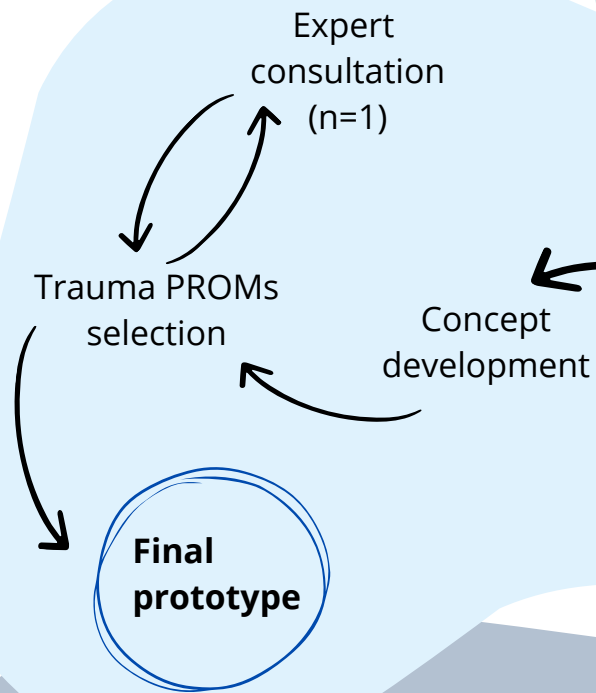 Expert
consultation
(n=1)
Trauma PROMs
selection
Concept
development
Final
prototype